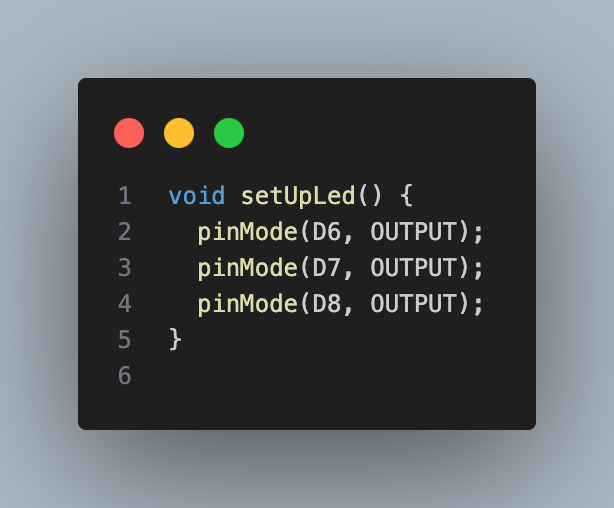 1 void setUpLed() {
2   pinMode(D6, OUTPUT);
3   pinMode(D7, OUTPUT);
4   pinMode(D8, OUTPUT);
5 }
6